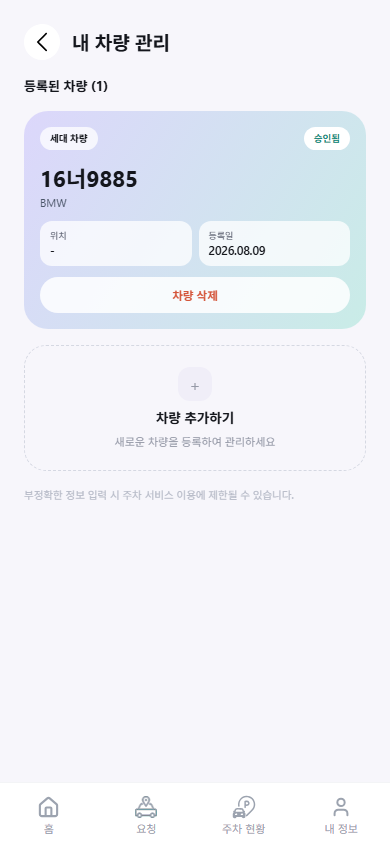 내 차량 관리
등록된 차량 (1)
세대 차량
승인됨
16너9885
BMW
위치
-
등록일
2026.08.09
차량 삭제
+
차량 추가하기
새로운 차량을 등록하여 관리하세요
부정확한 정보 입력 시 주차 서비스 이용에 제한될 수 있습니다.
홈
요청
P
주차 현황
내 정보